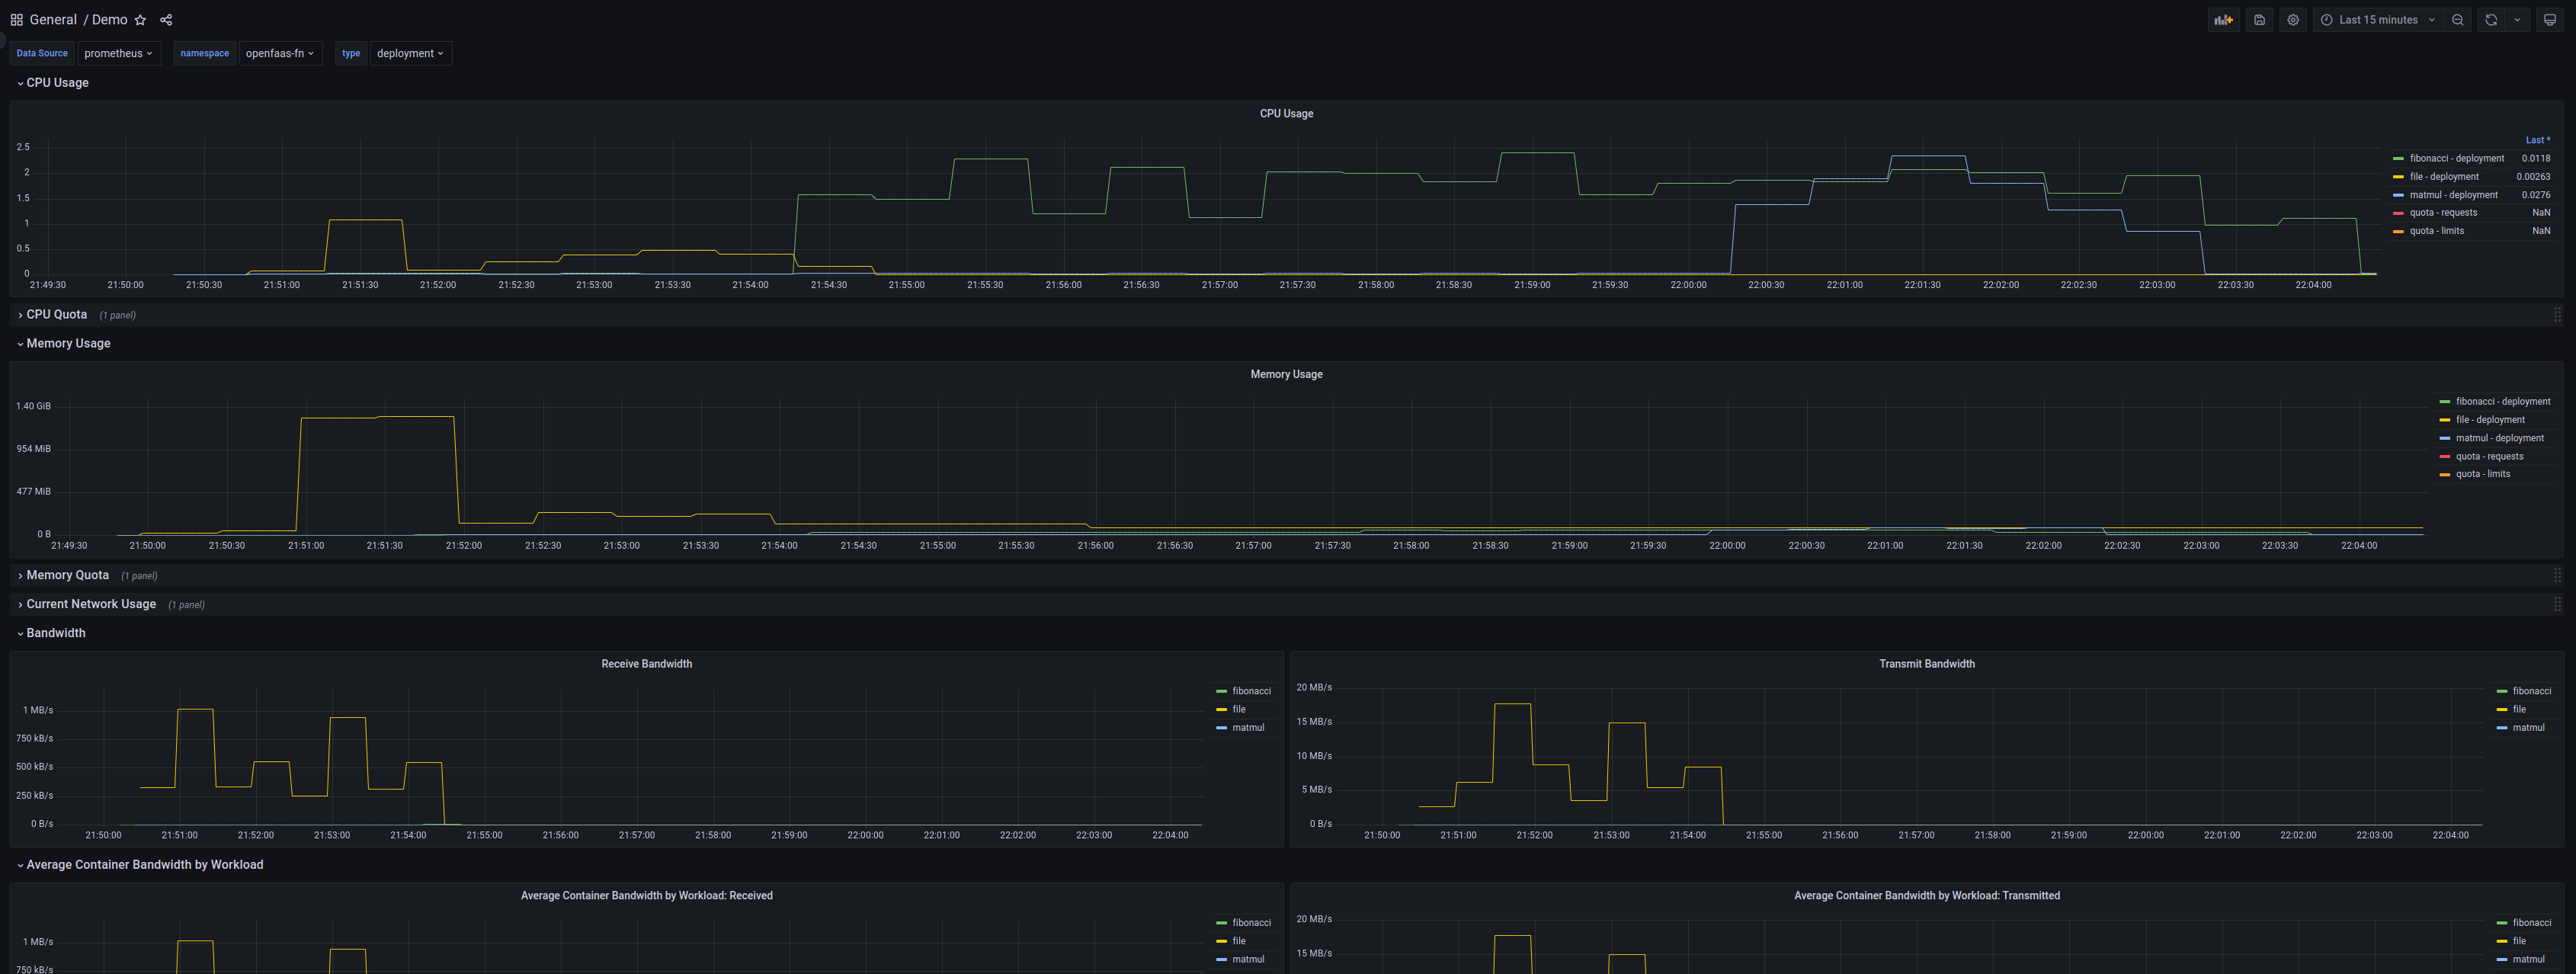 General / Demo
Last 15 minutes
Data Source prometheus namespace openfaas-fn type deployment
CPU Usage
CPU Usage
2.5
2
1.5
1
0.5
0
21:49:30 21:50:00 21:50:30 21:51:00 21:51:30 21:52:00 21:52:30 21:53:00 21:53:30 21:54:00 21:54:30 21:55:00 21:55:30 21:56:00 21:56:30 21:57:00 21:57:30 21:58:00 21:58:30 21:59:00 21:59:30 22:00:00 22:00:30 22:01:00 22:01:30 22:02:00 22:02:30 22:03:00 22:03:30 22:04:00
Last *
fibonacci - deployment 0.0118
file - deployment 0.00263
matmul - deployment 0.0276
quota - requests NaN
quota - limits NaN
CPU Quota (1 panel)
Memory Usage
Memory Usage
1.40 GiB
954 MiB
477 MiB
0 B
21:49:30 21:50:00 21:50:30 21:51:00 21:51:30 21:52:00 21:52:30 21:53:00 21:53:30 21:54:00 21:54:30 21:55:00 21:55:30 21:56:00 21:56:30 21:57:00 21:57:30 21:58:00 21:58:30 21:59:00 21:59:30 22:00:00 22:00:30 22:01:00 22:01:30 22:02:00 22:02:30 22:03:00 22:03:30 22:04:00
fibonacci - deployment
file - deployment
matmul - deployment
quota - requests
quota - limits
Memory Quota (1 panel)
Current Network Usage (1 panel)
Bandwidth
Receive Bandwidth
1 MB/s
750 kB/s
500 kB/s
250 kB/s
0 B/s
21:50:00 21:51:00 21:52:00 21:53:00 21:54:00 21:55:00 21:56:00 21:57:00 21:58:00 21:59:00 22:00:00 22:01:00 22:02:00 22:03:00 22:04:00
fibonacci
file
matmul
Transmit Bandwidth
20 MB/s
15 MB/s
10 MB/s
5 MB/s
0 B/s
21:50:00 21:51:00 21:52:00 21:53:00 21:54:00 21:55:00 21:56:00 21:57:00 21:58:00 21:59:00 22:00:00 22:01:00 22:02:00 22:03:00 22:04:00
fibonacci
file
matmul
Average Container Bandwidth by Workload
Average Container Bandwidth by Workload: Received
1 MB/s
750 kB/s
fibonacci
file
matmul
Average Container Bandwidth by Workload: Transmitted
20 MB/s
15 MB/s
fibonacci
file
matmul